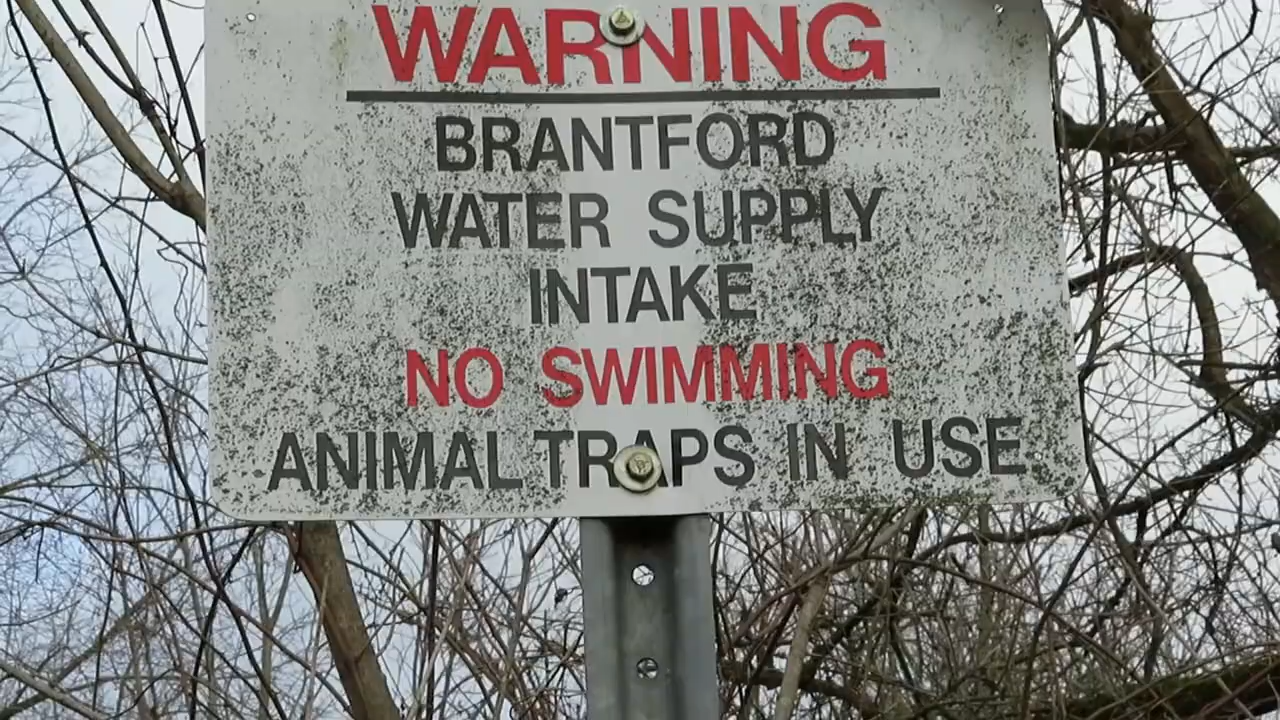 WARNING
BRANTFORD
WATER SUPPLY
INTAKE
NO SWIMMING
ANIMAL TRAPS IN USE